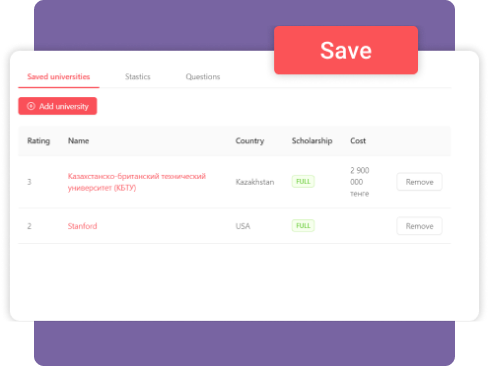 Save
Saved universities Stastics Questions
Add university
Rating Name Country Scholarship Cost
3 Казахстанско-британский технический университет (КБТУ) Kazakhstan FULL 2 900 000 тенге Remove
2 Stanford USA FULL Remove